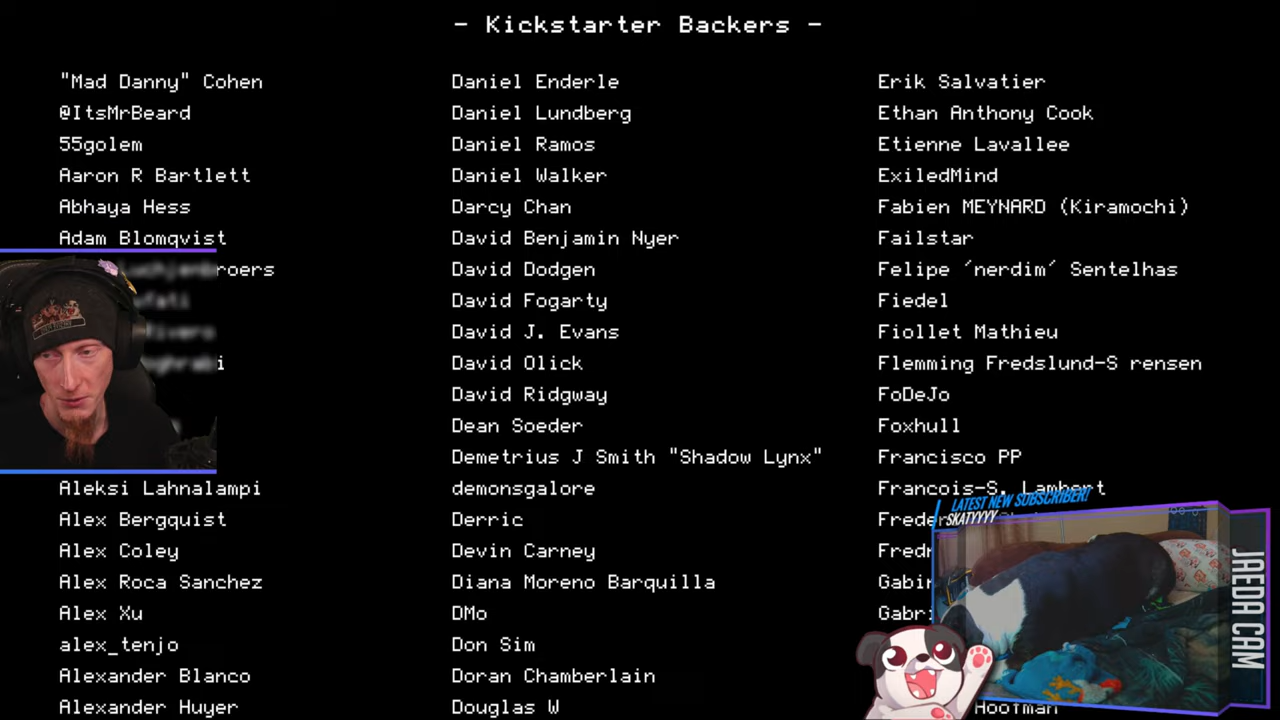 - Kickstarter Backers -
"Mad Danny" Cohen
@ItsMrBeard
55golem
Aaron R Bartlett
Abhaya Hess
Adam Blomqvist
Aleksi Lahnalampi
Alex Bergquist
Alex Coley
Alex Roca Sanchez
Alex Xu
alex_tenjo
Alexander Blanco
Alexander Huyer
Daniel Enderle
Daniel Lundberg
Daniel Ramos
Daniel Walker
Darcy Chan
David Benjamin Nyer
David Dodgen
David Fogarty
David J. Evans
David Olick
David Ridgway
Dean Soeder
Demetrius J Smith "Shadow Lynx"
demonsgalore
Derric
Devin Carney
Diana Moreno Barquilla
DMo
Don Sim
Doran Chamberlain
Douglas W
Erik Salvatier
Ethan Anthony Cook
Etienne Lavallee
ExiledMind
Fabien MEYNARD (Kiramochi)
Failstar
Felipe ´nerdim´ Sentelhas
Fiedel
Fiollet Mathieu
Flemming Fredslund-S rensen
FoDeJo
Foxhull
Francisco PP
Francois-S. Lambert
Hoofman
LATEST NEW SUBSCRIBER!
SKATYYYY
JAEDA CAM